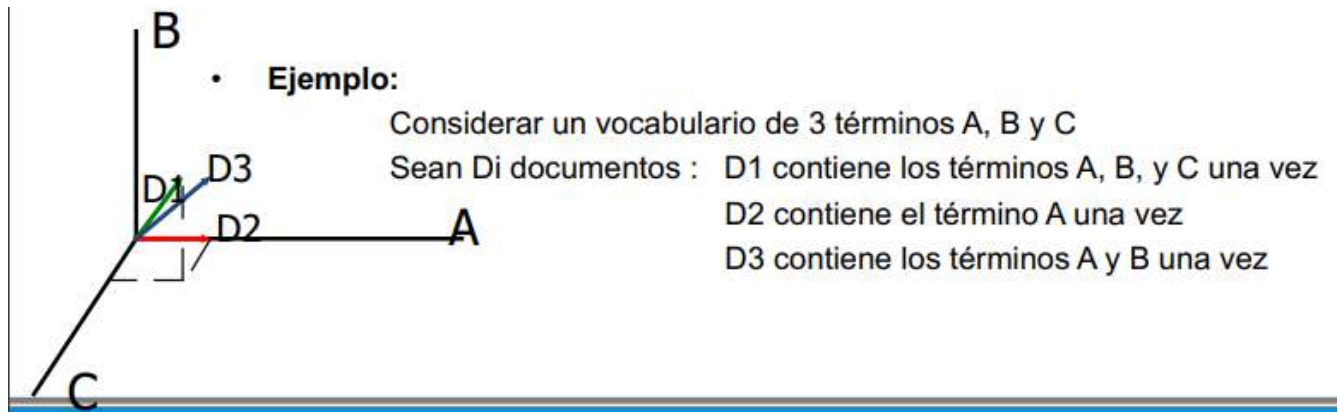 B
• Ejemplo:
Considerar un vocabulario de 3 términos A, B y C
Sean Di documentos : D1 contiene los términos A, B, y C una vez
D2 contiene el término A una vez
D3 contiene los términos A y B una vez
D1
D3
D2
A
C